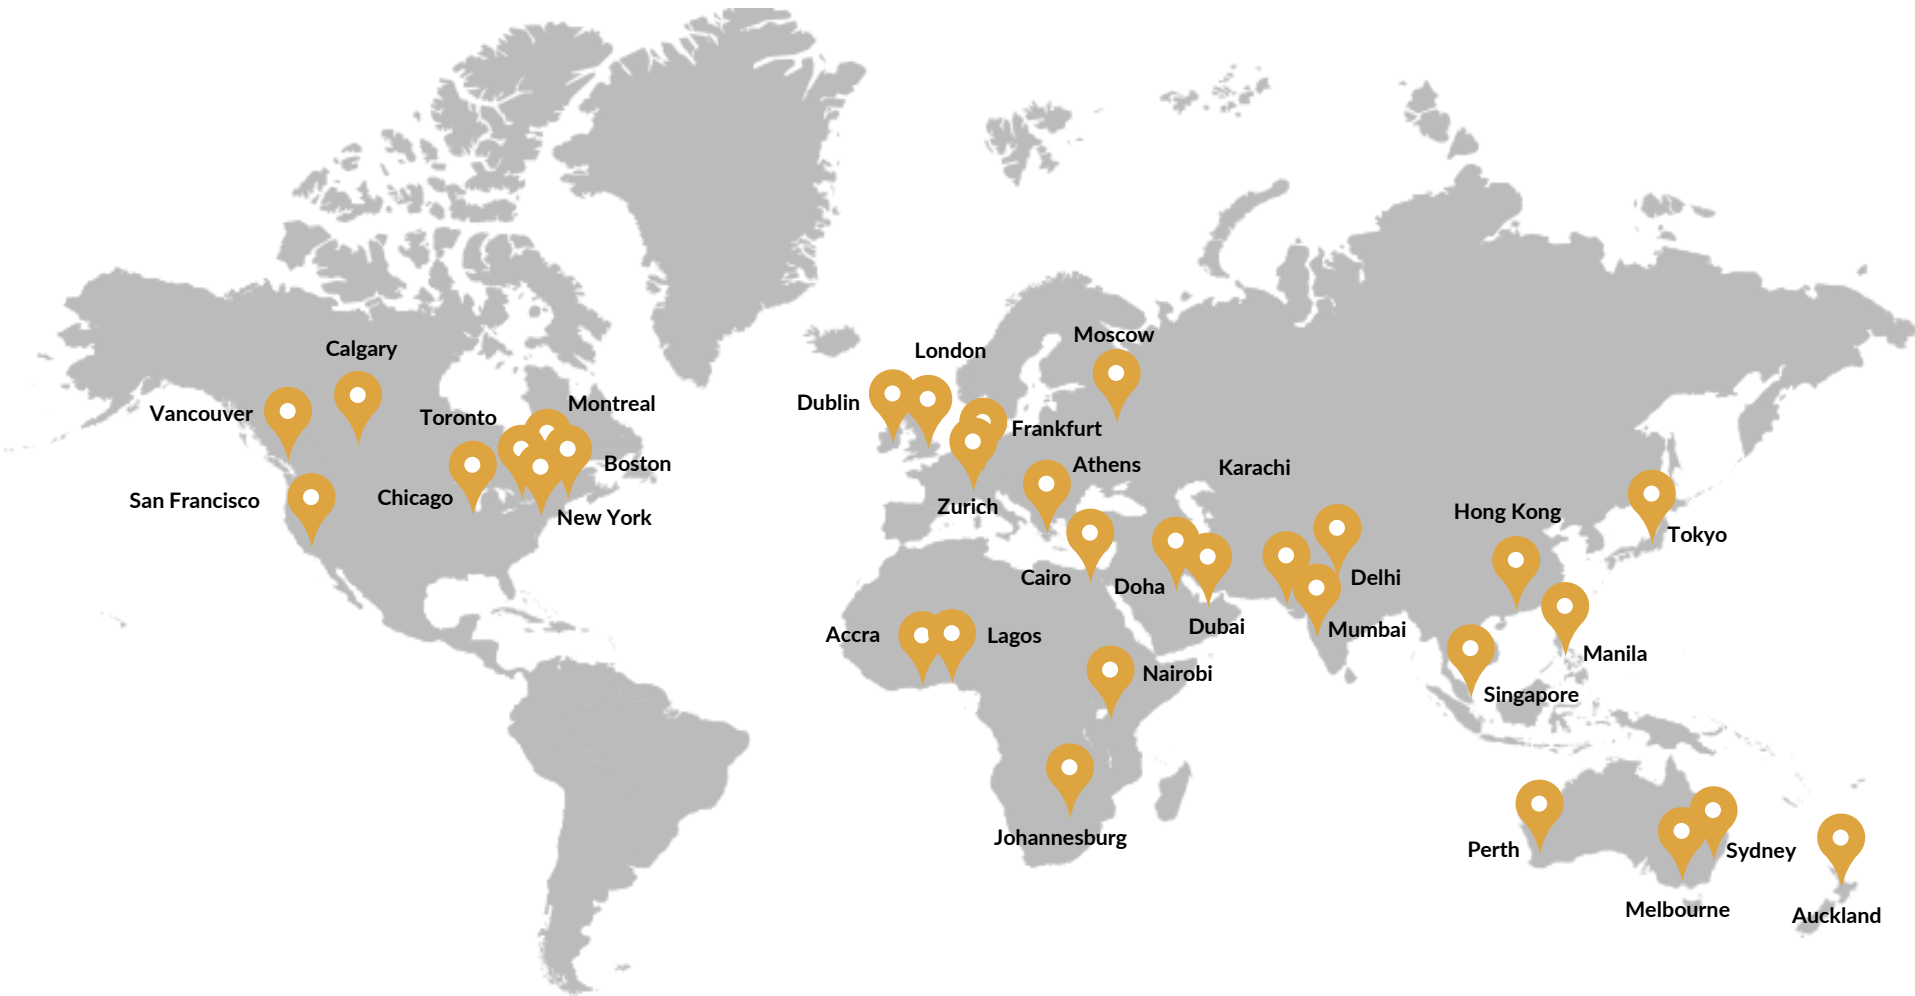 Moscow
Calgary
London
Dublin
Montreal
Vancouver
Toronto
Frankfurt
Boston
Athens
Karachi
Chicago
San Francisco
Zurich
Hong Kong
New York
Tokyo
Cairo
Doha
Delhi
Dubai
Mumbai
Accra
Lagos
Manila
Nairobi
Singapore
Johannesburg
Perth
Sydney
Melbourne
Auckland